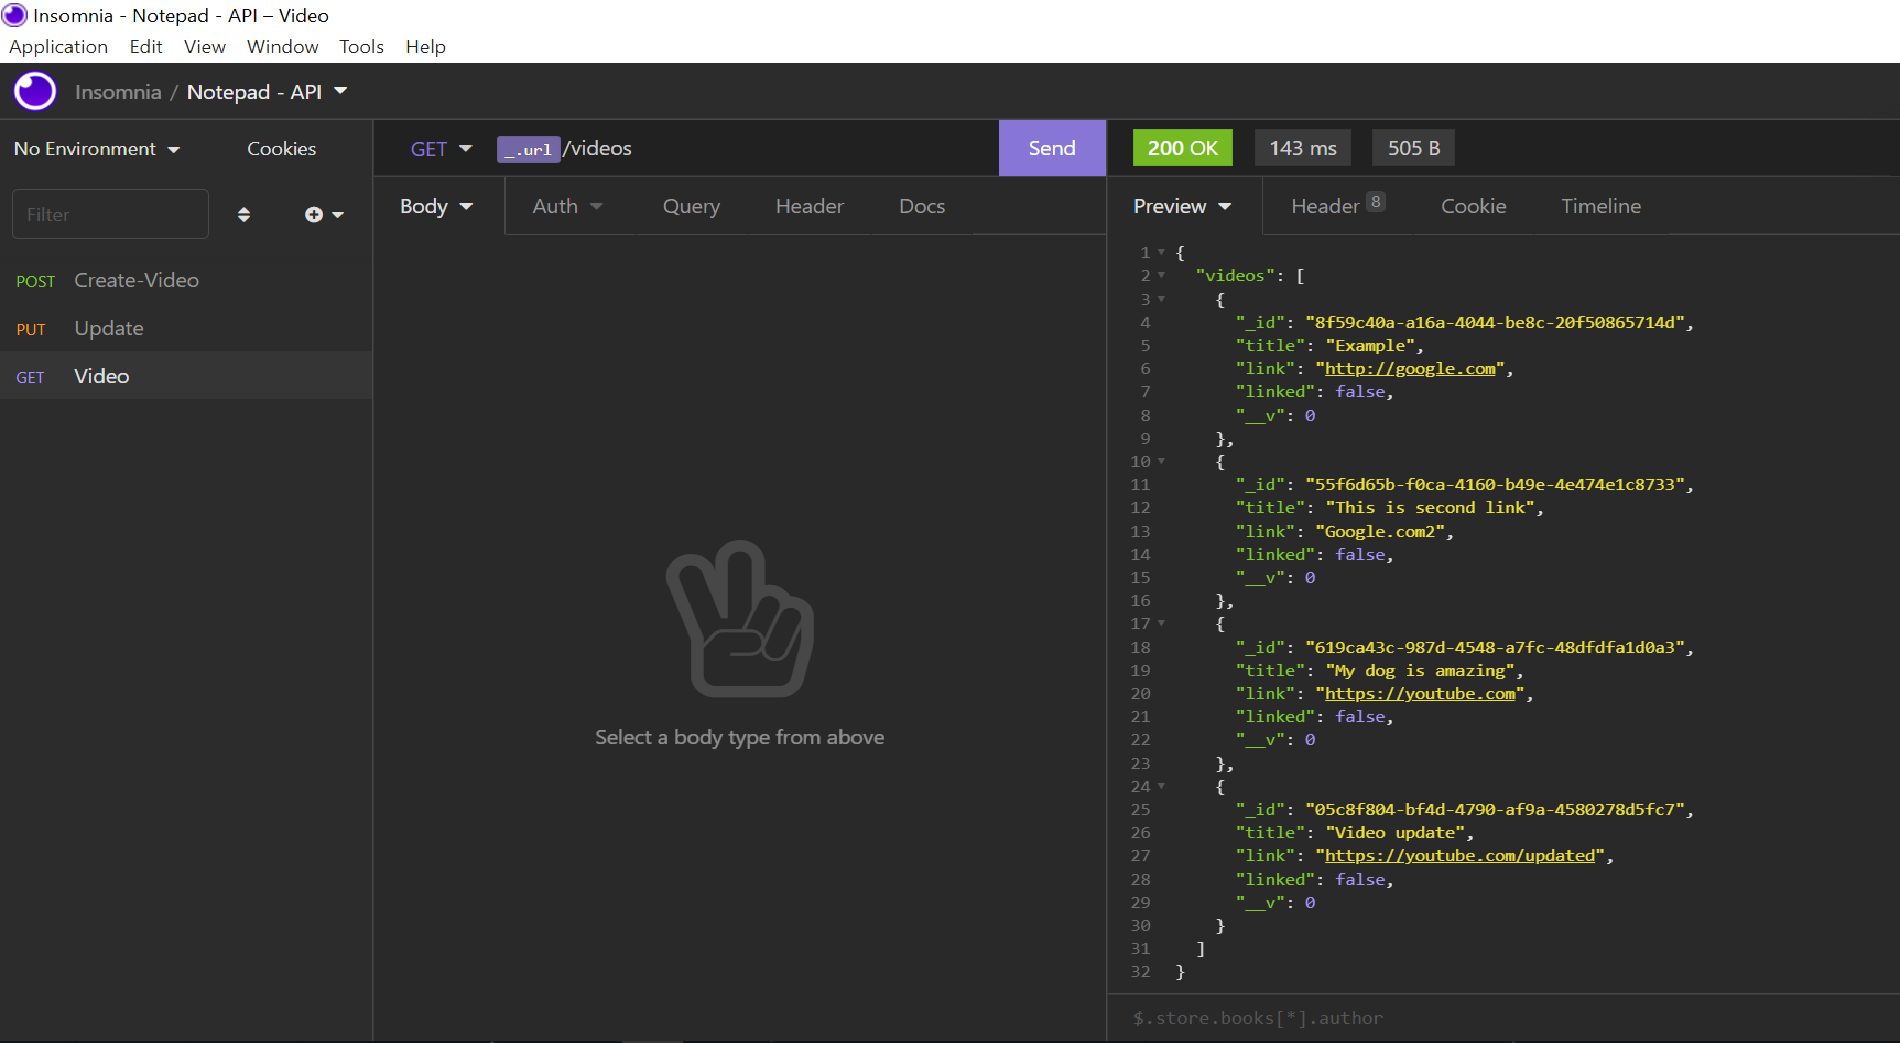 Insomnia - Notepad - API – Video
Application Edit View Window Tools Help
Insomnia / Notepad - API
No Environment Cookies
GET _.url /videos Send
200 OK 143 ms 505 B
Filter
Body Auth Query Header Docs
Preview Header 8 Cookie Timeline
POST Create-Video
PUT Update
GET Video
Select a body type from above
1 {
2 "videos": [
3 {
4 "_id": "8f59c40a-a16a-4044-be8c-20f50865714d",
5 "title": "Example",
6 "link": "http://google.com",
7 "linked": false,
8 "__v": 0
9 },
10 {
11 "_id": "55f6d65b-f0ca-4160-b49e-4e474e1c8733",
12 "title": "This is second link",
13 "link": "Google.com2",
14 "linked": false,
15 "__v": 0
16 },
17 {
18 "_id": "619ca43c-987d-4548-a7fc-48dfdfa1d0a3",
19 "title": "My dog is amazing",
20 "link": "https://youtube.com",
21 "linked": false,
22 "__v": 0
23 },
24 {
25 "_id": "05c8f804-bf4d-4790-af9a-4580278d5fc7",
26 "title": "Video update",
27 "link": "https://youtube.com/updated",
28 "linked": false,
29 "__v": 0
30 }
31 ]
32 }
$.store.books[*].author